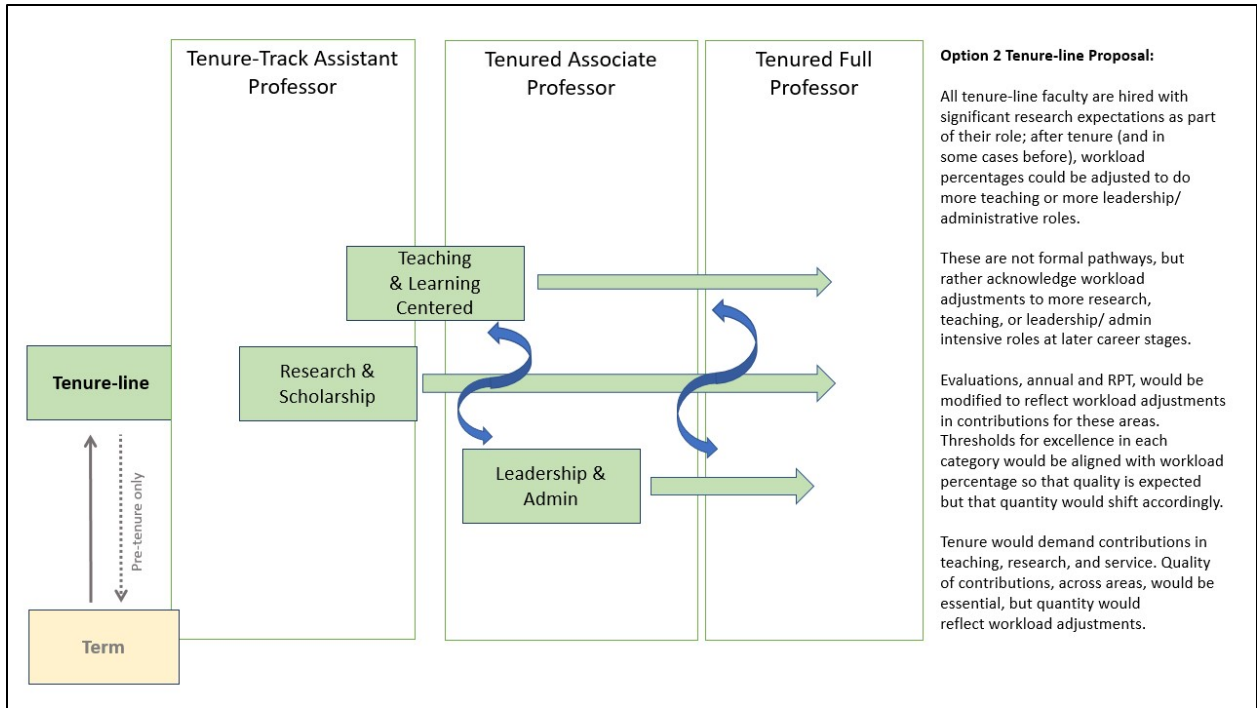 Tenure-Track Assistant
Professor
Tenured Associate
Professor
Tenured Full
Professor
Teaching
& Learning
Centered
Tenure-line
Research &
Scholarship
Leadership &
Admin
Pre-tenure only
Term
Option 2 Tenure-line Proposal:
All tenure-line faculty are hired with
significant research expectations as part
of their role; after tenure (and in
some cases before), workload
percentages could be adjusted to do
more teaching or more leadership/
administrative roles.
These are not formal pathways, but
rather acknowledge workload
adjustments to more research,
teaching, or leadership/ admin
intensive roles at later career stages.
Evaluations, annual and RPT, would be
modified to reflect workload adjustments
in contributions for these areas.
Thresholds for excellence in each
category would be aligned with workload
percentage so that quality is expected
but that quantity would shift accordingly.
Tenure would demand contributions in
teaching, research, and service. Quality
of contributions, across areas, would be
essential, but quantity would
reflect workload adjustments.